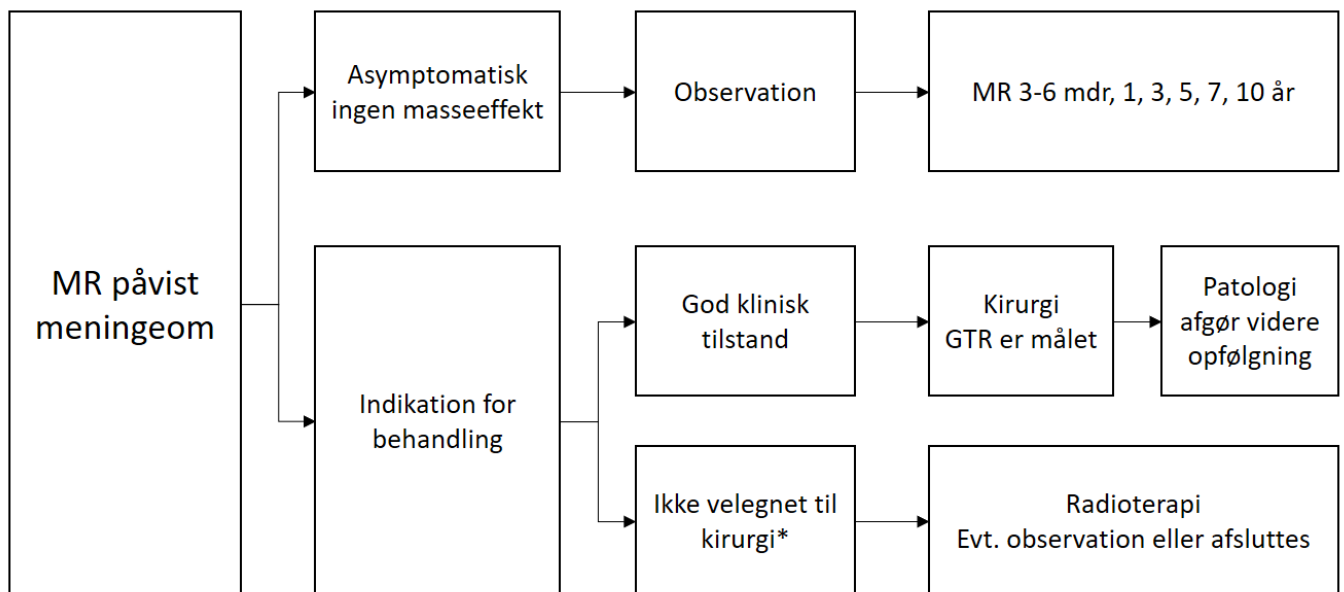 MR påvist
meningeom
Asymptomatisk
ingen masseeffekt
Observation
MR 3-6 mdr, 1, 3, 5, 7, 10 år
Indikation for
behandling
God klinisk
tilstand
Kirurgi
GTR er målet
Patologi
afgør videre
opfølgning
Ikke velegnet til
kirurgi*
Radioterapi
Evt. observation eller afsluttes